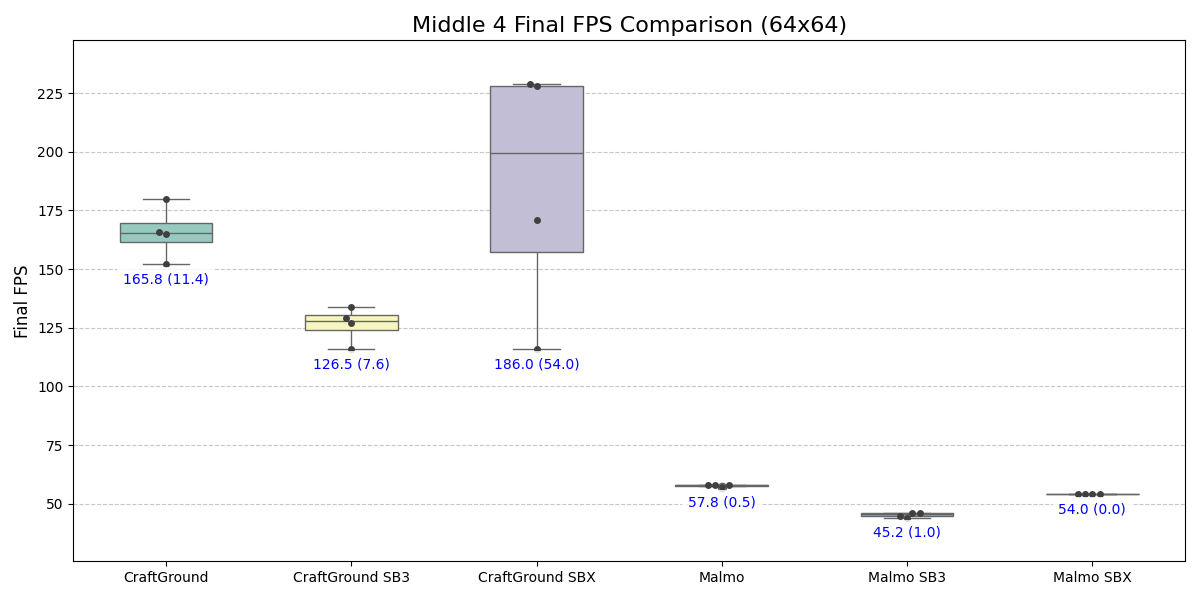 Middle 4 Final FPS Comparison (64x64)
Final FPS
225
200
175
150
125
100
75
50
165.8 (11.4)
126.5 (7.6)
186.0 (54.0)
57.8 (0.5)
45.2 (1.0)
54.0 (0.0)
CraftGround
CraftGround SB3
CraftGround SBX
Malmo
Malmo SB3
Malmo SBX